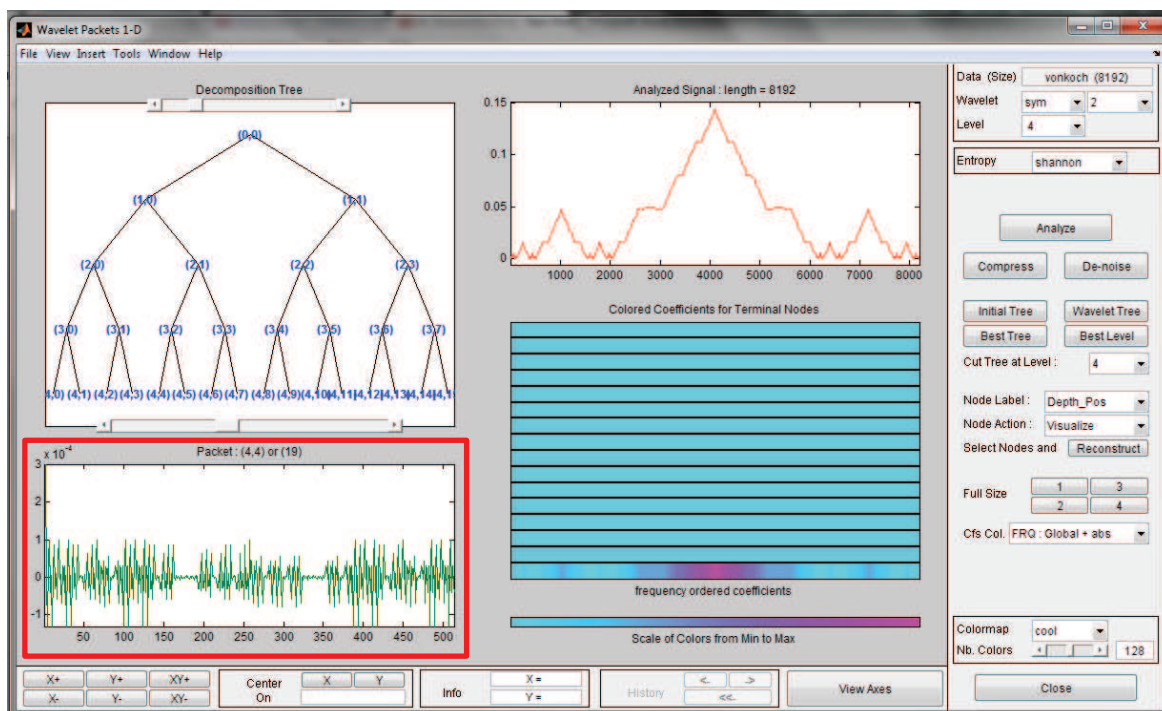 Wavelet Packets 1-D
File View Insert Tools Window Help
Decomposition Tree
(0,0)
(1,0) (1,1)
(2,0) (2,1) (2,2) (2,3)
(3,0) (3,1) (3,2) (3,3) (3,4) (3,5) (3,6) (3,7)
4,0) (4,1) (4,2) (4,3) (4,4) (4,5) (4,6) (4,7) (4,8) (4,9) (4,10) (4,11) (4,12) (4,13) (4,14) (4,1
Packet : (4,4) or (19)
x 10-4
3
2
1
0
-1
50 100 150 200 250 300 350 400 450 500
Analyzed Signal : length = 8192
0.15
0.1
0.05
0
1000 2000 3000 4000 5000 6000 7000 8000
Colored Coefficients for Terminal Nodes
frequency ordered coefficients
Scale of Colors from Min to Max
Data (Size) vonkoch (8192)
Wavelet sym 2
Level 4
Entropy shannon
Analyze
Compress De-noise
Initial Tree Wavelet Tree
Best Tree Best Level
Cut Tree at Level : 4
Node Label : Depth_Pos
Node Action : Visualize
Select Nodes and Reconstruct
Full Size 1 3
2 4
Cfs Col. FRQ : Global + abs
Colormap cool
Nb. Colors 128
X+ Y+ XY+
X- Y- XY-
Center On X Y
Info X =
Y =
History <- ->
<<-
View Axes
Close